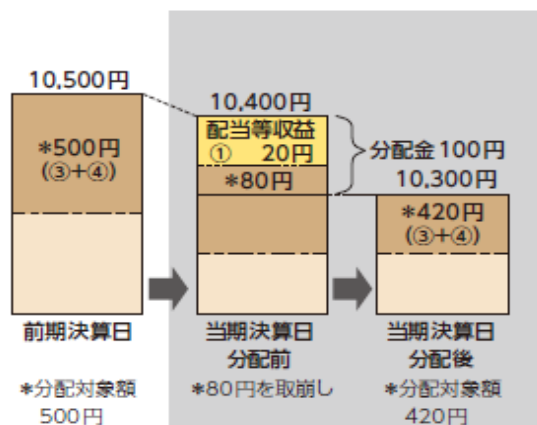 10,500円
*500円
(③+④)
前期決算日
*分配対象額
500円
10,400円
配当等収益
① 20円
*80円
分配金100円
当期決算日
分配前
*80円を取崩し
10,300円
*420円
(③+④)
当期決算日
分配後
*分配対象額
420円